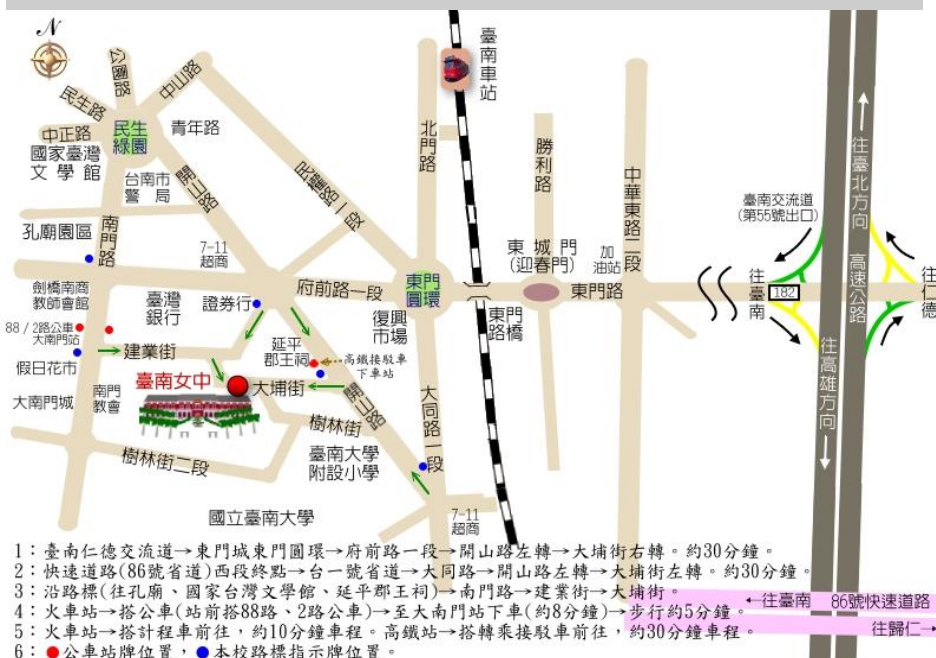 N
臺南車站
公園路
中山路
民生路
中正路
民生
綠園
青年路
國家臺灣
文學館
台南市
警局
開山路
民權路一段
北門路
勝利路
中華東路二段
臺南交流道
(第55號出口)
往臺北方向
高速公路
孔廟園區
南門路
7-11
超商
東城門
(迎春門)
加油站
往臺南
182
往仁德
劍橋南商
教師會館
臺灣
銀行
證券行
府前路一段
東門
圓環
東門路
復興
市場
東門
路橋
88/2路公車
大南門站
建業街
延平
郡王祠
高鐵接駁車
下車站
往高雄方向
假日花市
臺南女中
大埔街
開山路
大同路一段
大南門城
南門
教會
樹林街
樹林街二段
臺南大學
附設小學
國立臺南大學
7-11
超商
1：臺南仁德交流道→東門城東門圓環→府前路一段→開山路左轉→大埔街右轉。約30分鐘。
2：快速道路(86號省道)西段終點→台一號省道→大同路→開山路左轉→大埔街左轉。約30分鐘。
3：沿路標(往孔廟、國家台灣文學館、延平郡王祠)→南門路→建業街→大埔街。
←往臺南 86號快速道路
4：火車站→搭公車(站前搭88路、2路公車)→至大南門站下車(約8分鐘)→步行約5分鐘。
5：火車站→搭計程車前往，約10分鐘車程。高鐵站→搭轉乘接駁車前往，約30分鐘車程。
往歸仁→
6：●公車站牌位置，●本校路標指示牌位置。